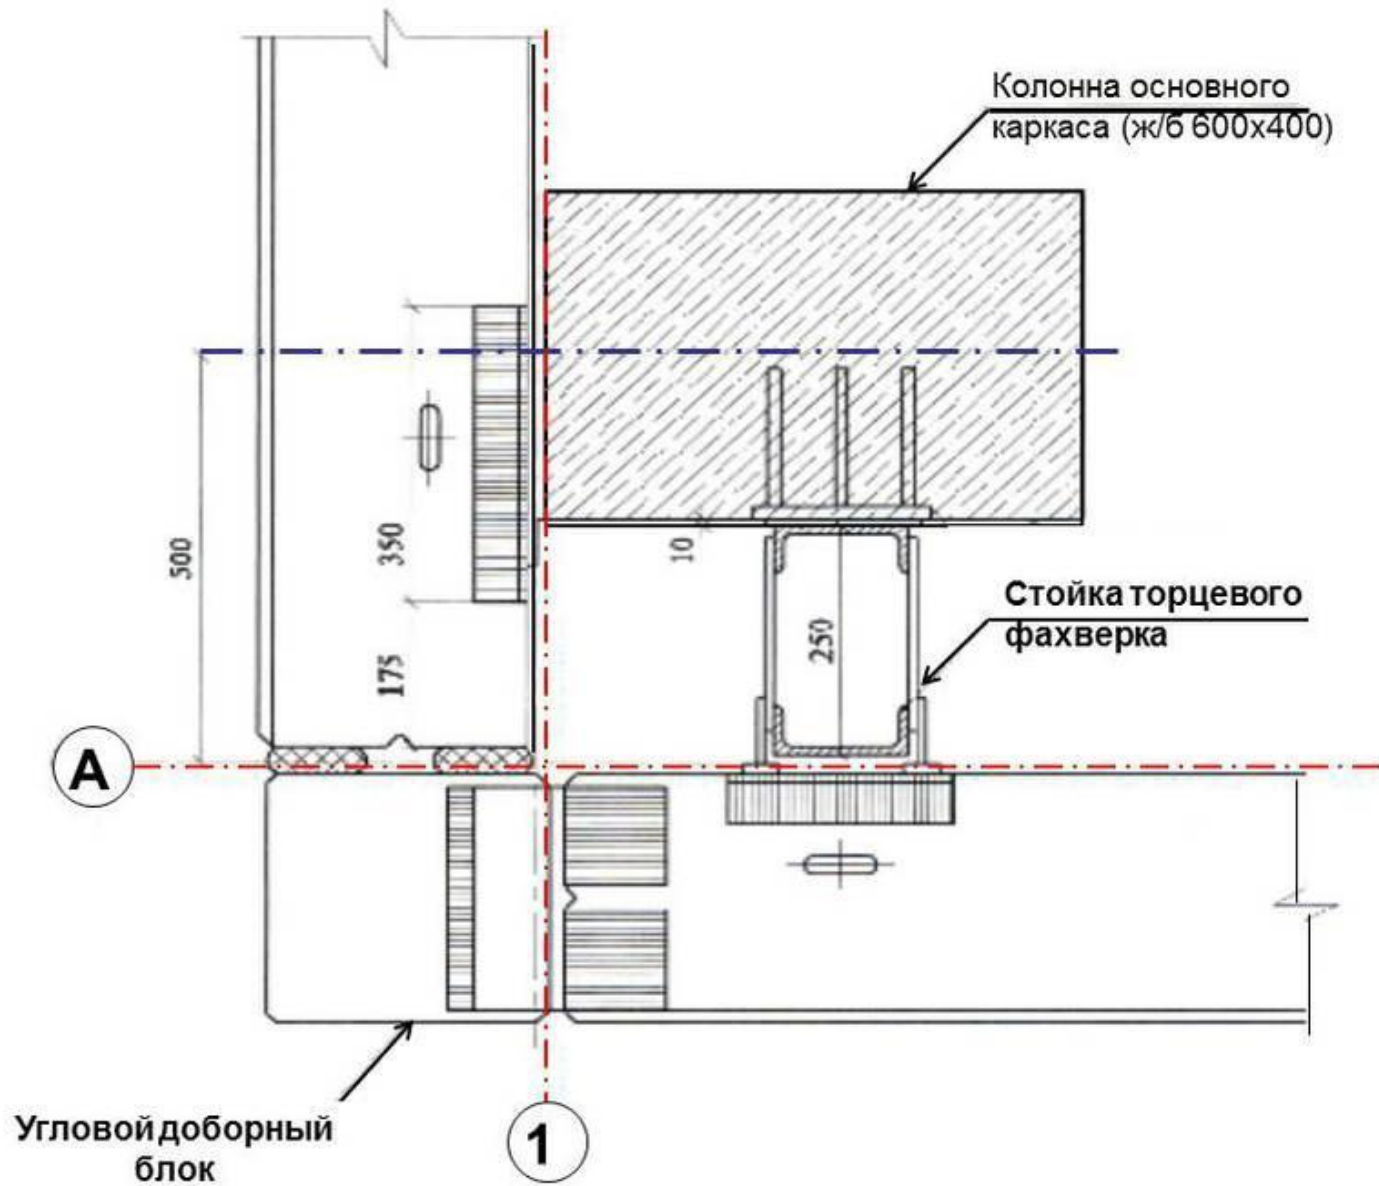 Колонна основного
каркаса (ж/б 600х400)
500
350
10
250
175
Стойка торцевого
фахверка
А
Угловой доборный
блок
1